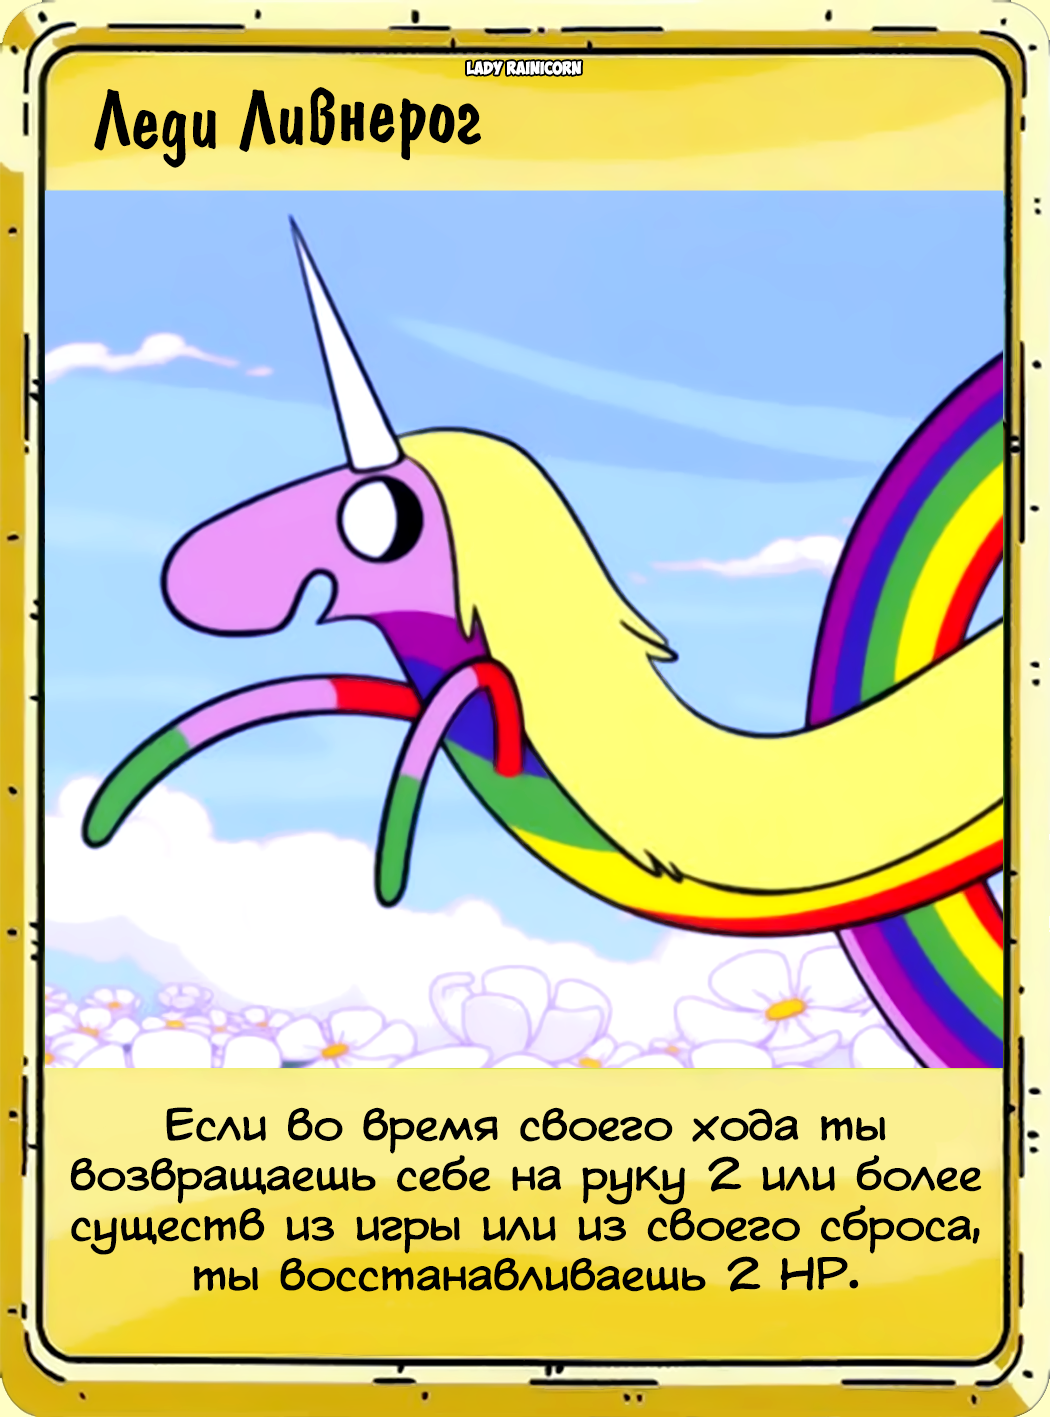 LADY RAINICORN
Леди Ливнерог
Если во время своего хода ты
возвращаешь себе на руку 2 или более
существ из игры или из своего сброса,
ты восстанавливаешь 2 HP.